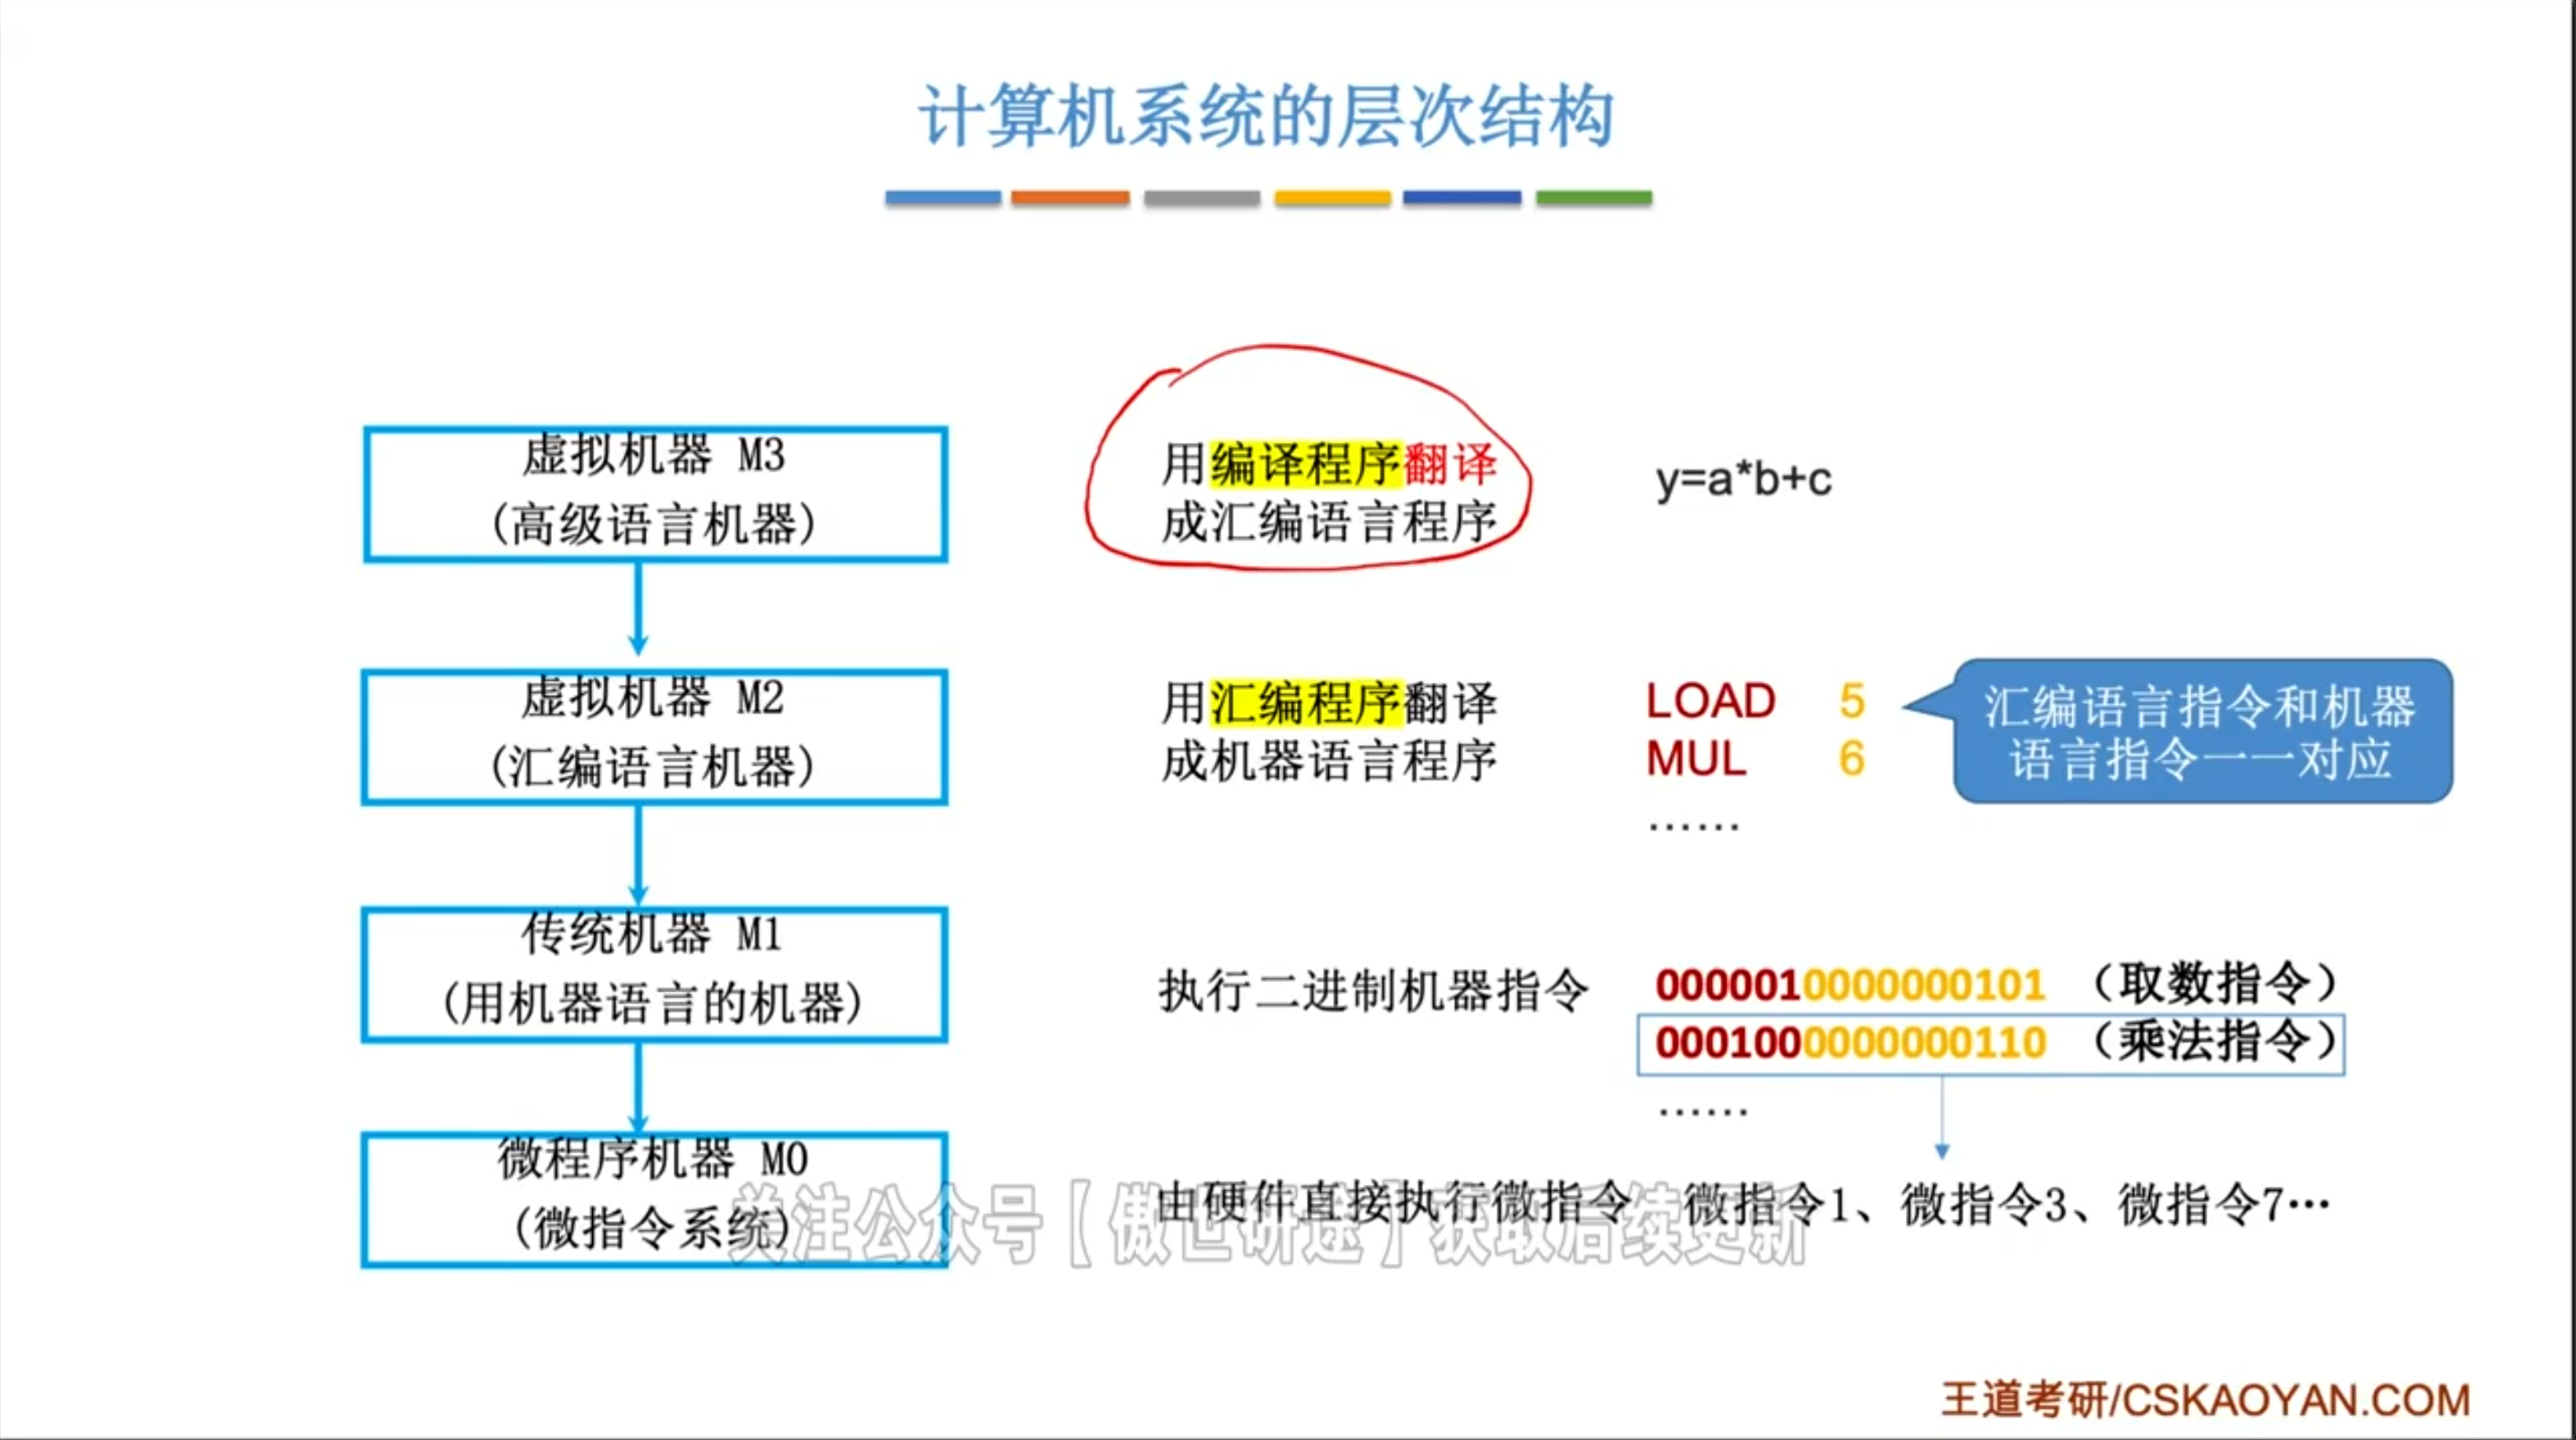 计算机系统的层次结构
虚拟机器 M3
(高级语言机器)
用编译程序翻译
成汇编语言程序
y=a*b+c
虚拟机器 M2
(汇编语言机器)
用汇编程序翻译
成机器语言程序
LOAD 5
MUL 6
……
汇编语言指令和机器
语言指令一一对应
传统机器 M1
(用机器语言的机器)
执行二进制机器指令
0000010000000101 （取数指令）
0001000000000110 （乘法指令）
……
微程序机器 M0
(微指令系统)
由硬件直接执行微指令
微指令1、微指令3、微指令7…
关注公众号【傲世研途】获取后续更新
王道考研/CSKAOYAN.COM